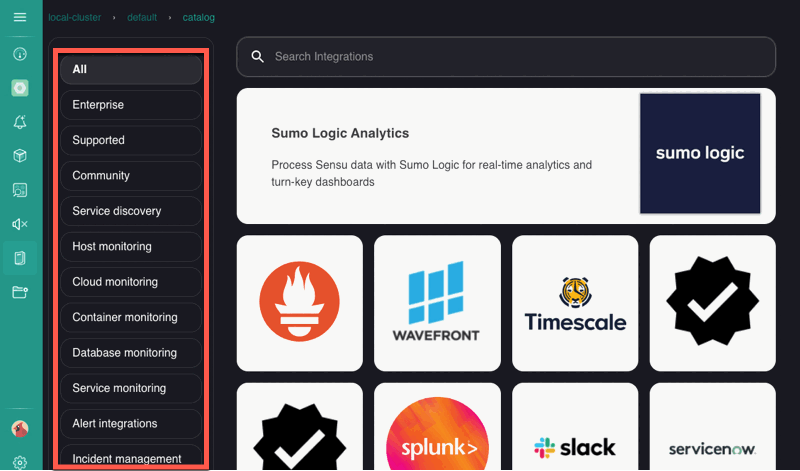 local-cluster › default › catalog
All
Enterprise
Supported
Community
Service discovery
Host monitoring
Cloud monitoring
Container monitoring
Database monitoring
Service monitoring
Alert integrations
Incident management
Search Integrations
Sumo Logic Analytics
Process Sensu data with Sumo Logic for real-time analytics and
turn-key dashboards
sumo logic
WAVEFRONT
Timescale
splunk>
slack
servicenow